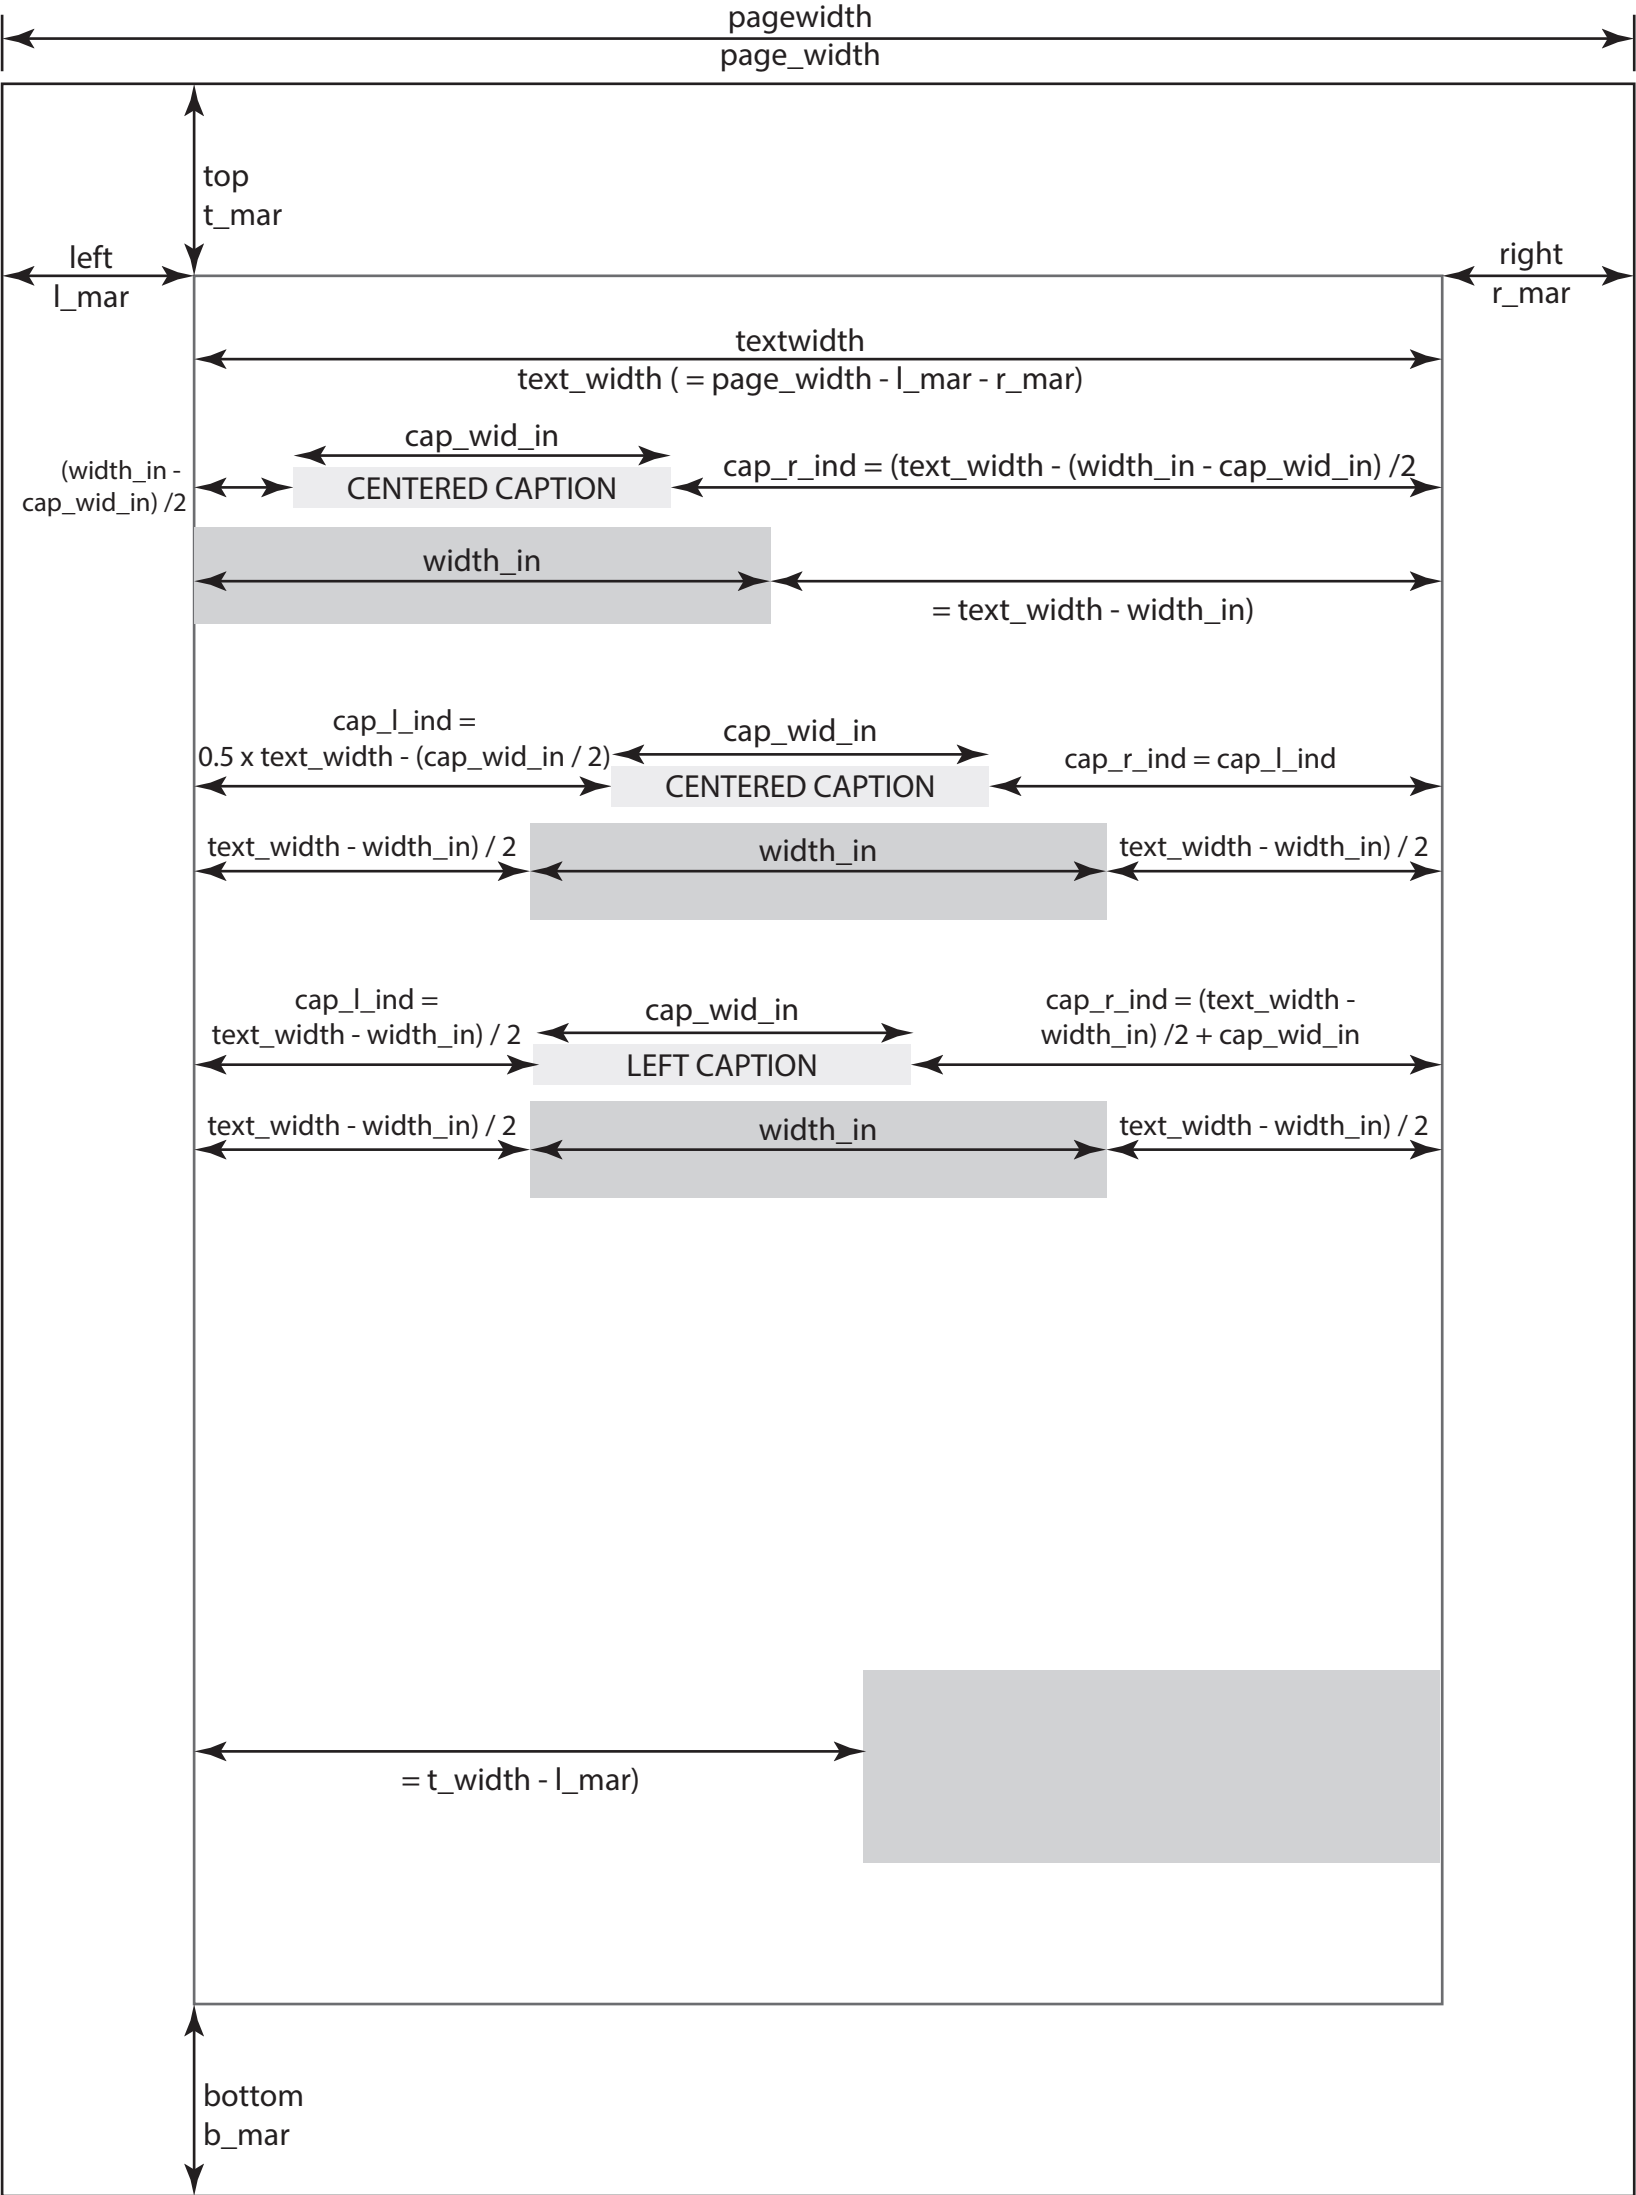 pagewidth
page_width
top
t_mar
left
l_mar
right
r_mar
textwidth
text_width ( = page_width - l_mar - r_mar)
cap_wid_in
(width_in -
cap_wid_in) /2
CENTERED CAPTION
cap_r_ind = (text_width - (width_in - cap_wid_in) /2
width_in
= text_width - width_in)
cap_l_ind =
0.5 x text_width - (cap_wid_in / 2)
cap_wid_in
CENTERED CAPTION
cap_r_ind = cap_l_ind
text_width - width_in) / 2
width_in
text_width - width_in) / 2
cap_l_ind =
text_width - width_in) / 2
cap_wid_in
LEFT CAPTION
cap_r_ind = (text_width -
width_in) /2 + cap_wid_in
text_width - width_in) / 2
width_in
text_width - width_in) / 2
= t_width - l_mar)
bottom
b_mar